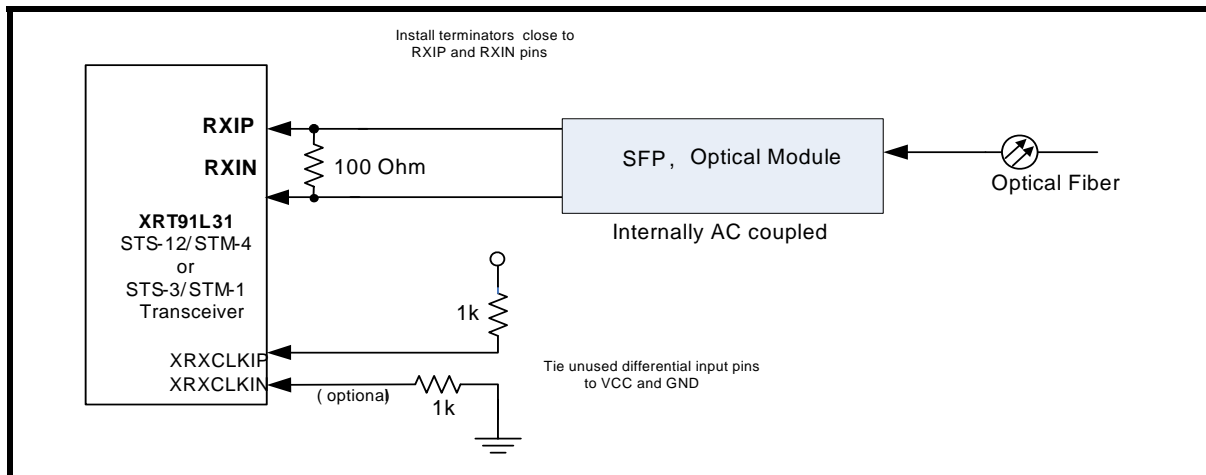 Install terminators close to
RXIP and RXIN pins
RXIP
RXIN
100 Ohm
SFP, Optical Module
Optical Fiber
Internally AC coupled
XRT91L31
STS-12/STM-4
or
STS-3/STM-1
Transceiver
1k
XRXCLKIP
XRXCLKIN
(optional)
1k
Tie unused differential input pins
to VCC and GND